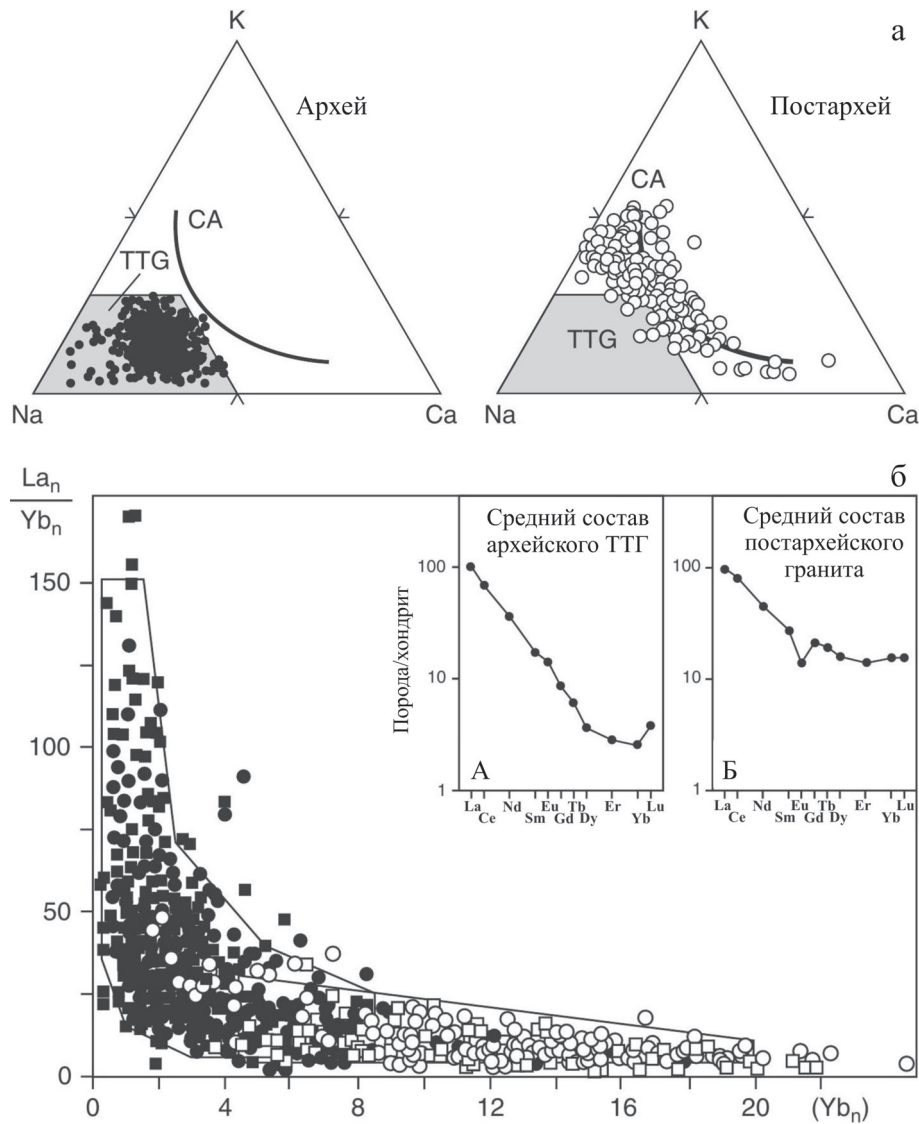 а
K
Архей
CA
TTG
Na
Ca
K
Постархей
CA
TTG
Na
Ca
б
La n
Yb n
150
100
50
0
0
4
8
12
16
20
(Yb n)
Средний состав
архейского ТТГ
Порода/хондрит
100
10
1
А
La
Ce
Nd
Sm
Eu
Gd
Tb
Dy
Er
Yb
Lu
Средний состав
постархейского
гранита
100
10
1
Б
La
Ce
Nd
Sm
Eu
Gd
Tb
Dy
Er
Yb
Lu